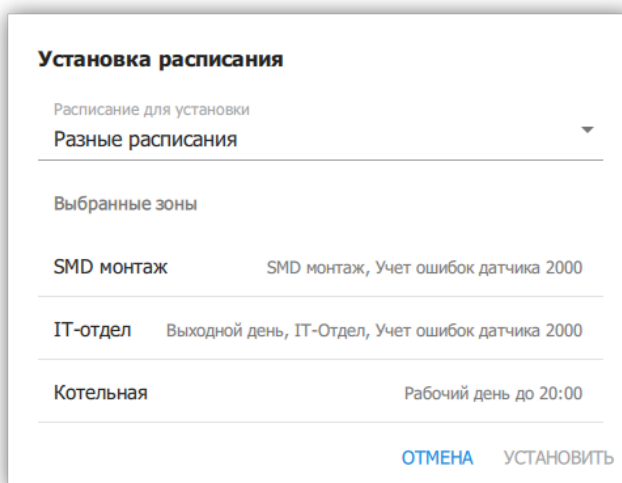 Установка расписания
Расписание для установки
Разные расписания
Выбранные зоны
SMD монтаж SMD монтаж, Учет ошибок датчика 2000
IT-отдел Выходной день, IT-Отдел, Учет ошибок датчика 2000
Котельная Рабочий день до 20:00
ОТМЕНА УСТАНОВИТЬ